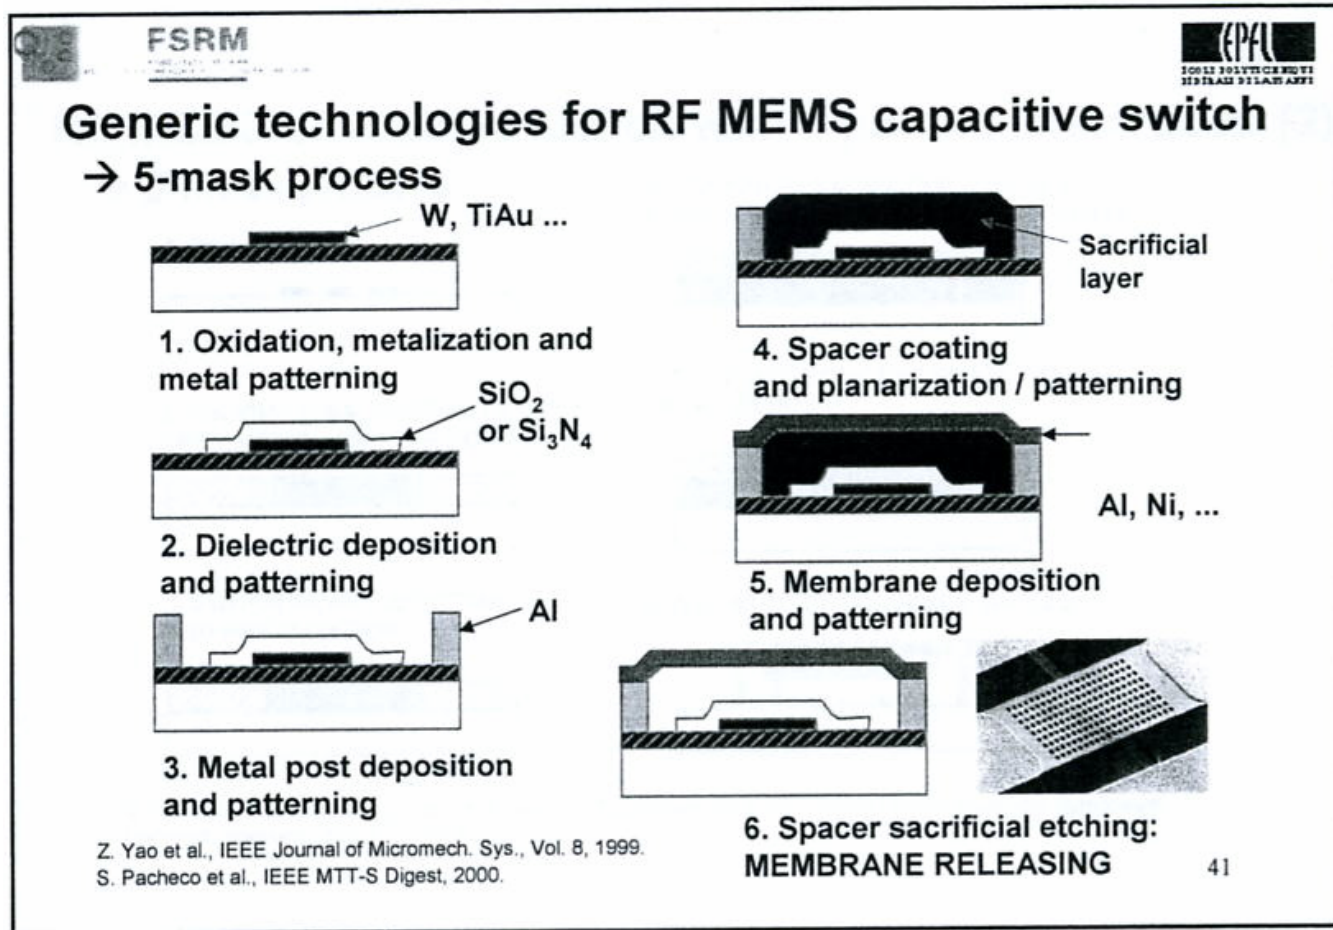 FSRM
EPFL
Generic technologies for RF MEMS capacitive switch
→ 5-mask process
W, TiAu ...
1. Oxidation, metalization and
metal patterning
SiO2
or Si3N4
2. Dielectric deposition
and patterning
Al
3. Metal post deposition
and patterning
Sacrificial
layer
4. Spacer coating
and planarization / patterning
Al, Ni, ...
5. Membrane deposition
and patterning
6. Spacer sacrificial etching:
MEMBRANE RELEASING
Z. Yao et al., IEEE Journal of Micromech. Sys., Vol. 8, 1999.
S. Pacheco et al., IEEE MTT-S Digest, 2000.
41